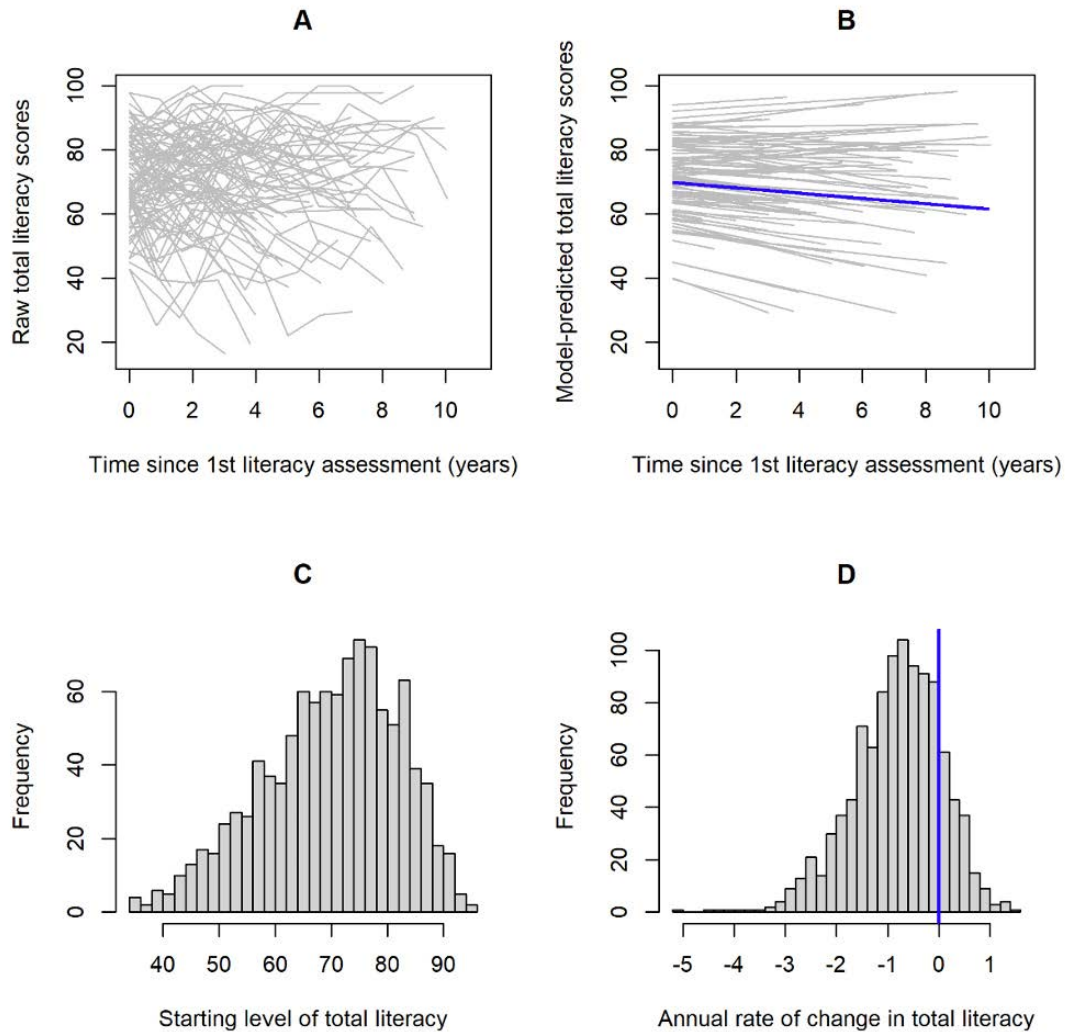 A
Raw total literacy scores
100
80
60
40
20
0 2 4 6 8 10
Time since 1st literacy assessment (years)
B
Model-predicted total literacy scores
100
80
60
40
20
0 2 4 6 8 10
Time since 1st literacy assessment (years)
C
Frequency
60
40
20
0
40 50 60 70 80 90
Starting level of total literacy
D
Frequency
100
80
60
40
20
0
-5 -4 -3 -2 -1 0 1
Annual rate of change in total literacy